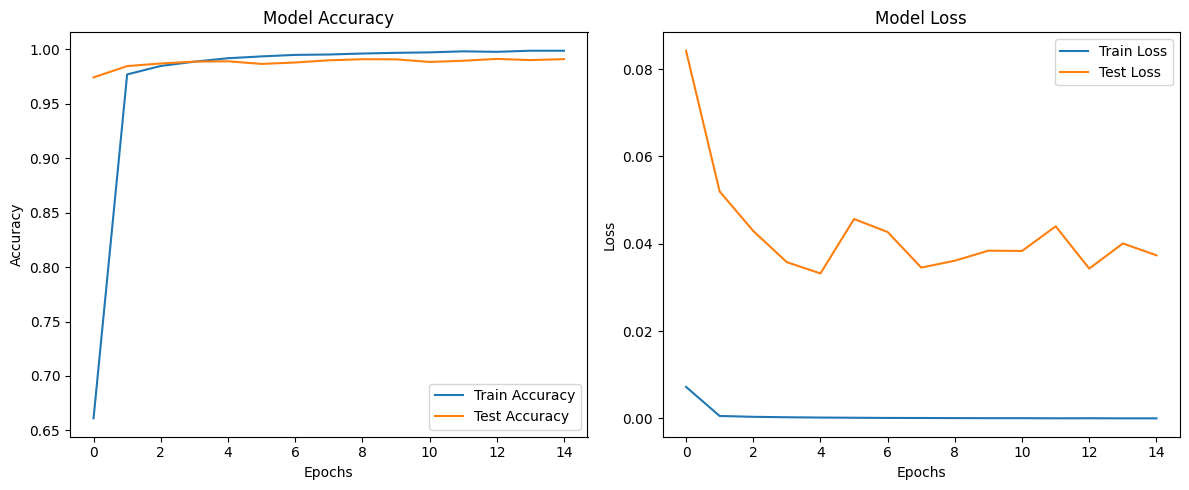 Model Accuracy
1.00
0.95
0.90
0.85
0.80
0.75
0.70
0.65
Accuracy
0 2 4 6 8 10 12 14
Epochs
Train Accuracy
Test Accuracy
Model Loss
0.08
0.06
0.04
0.02
0.00
Loss
0 2 4 6 8 10 12 14
Epochs
Train Loss
Test Loss